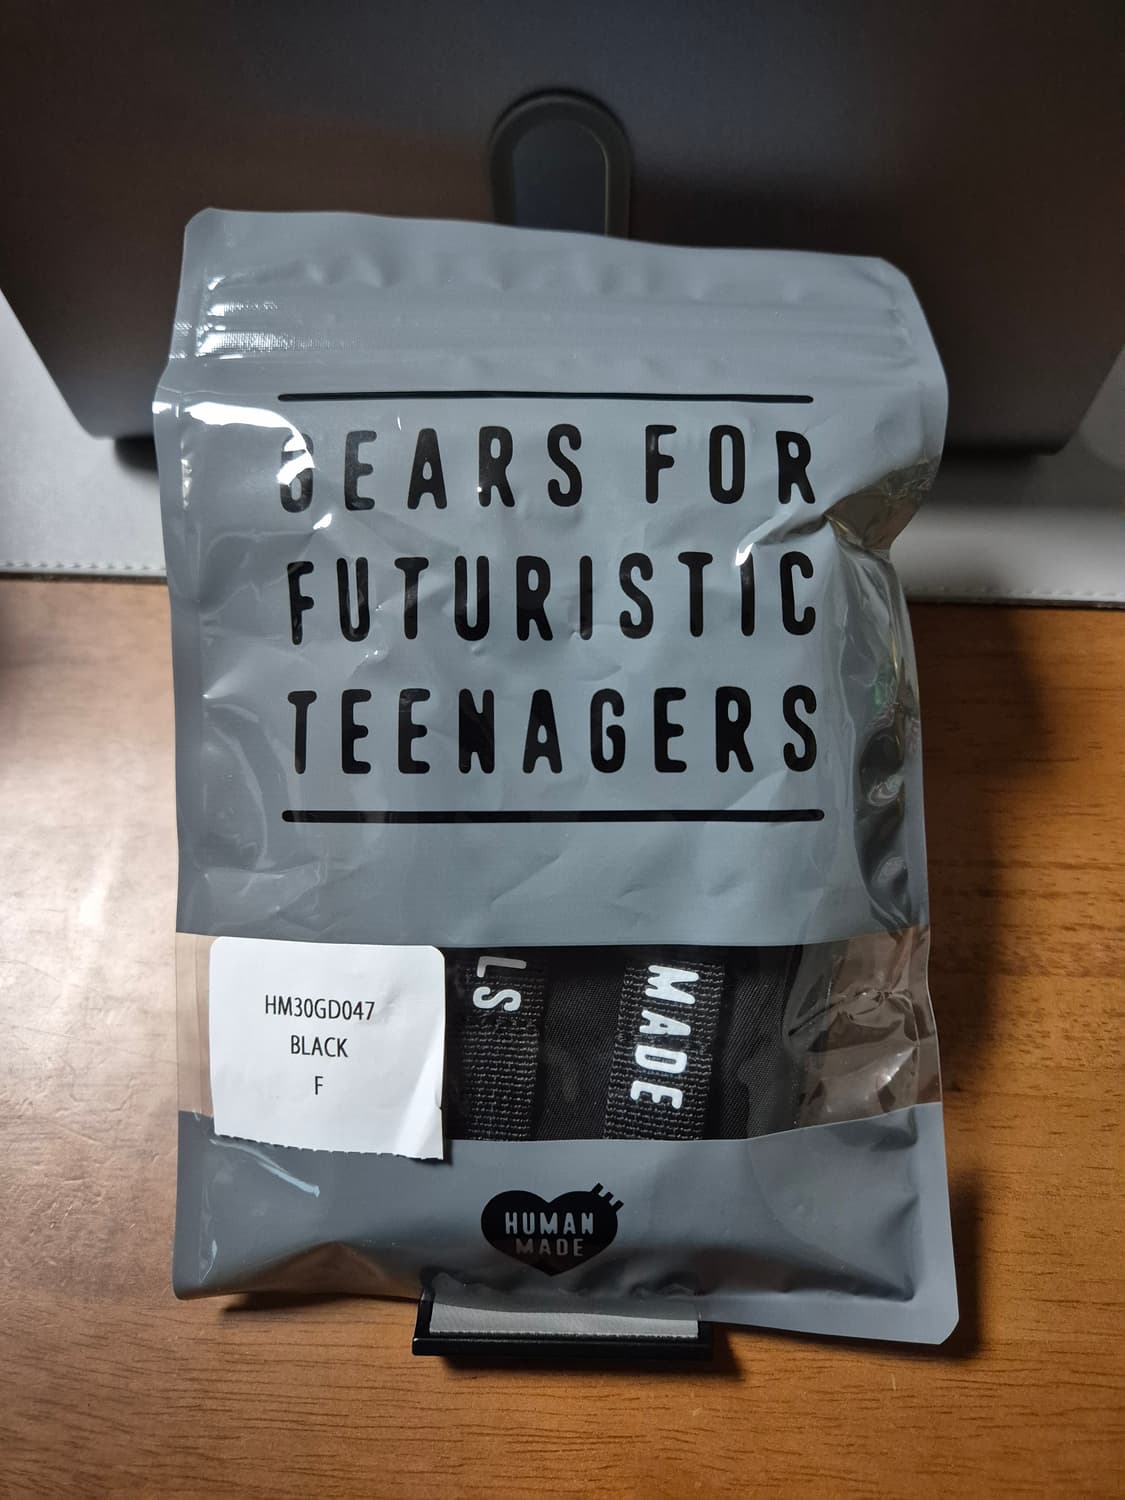 GEARS FOR
FUTURISTIC
TEENAGERS
HM30GD047
BLACK
F
LS
MADE
HUMAN
MADE